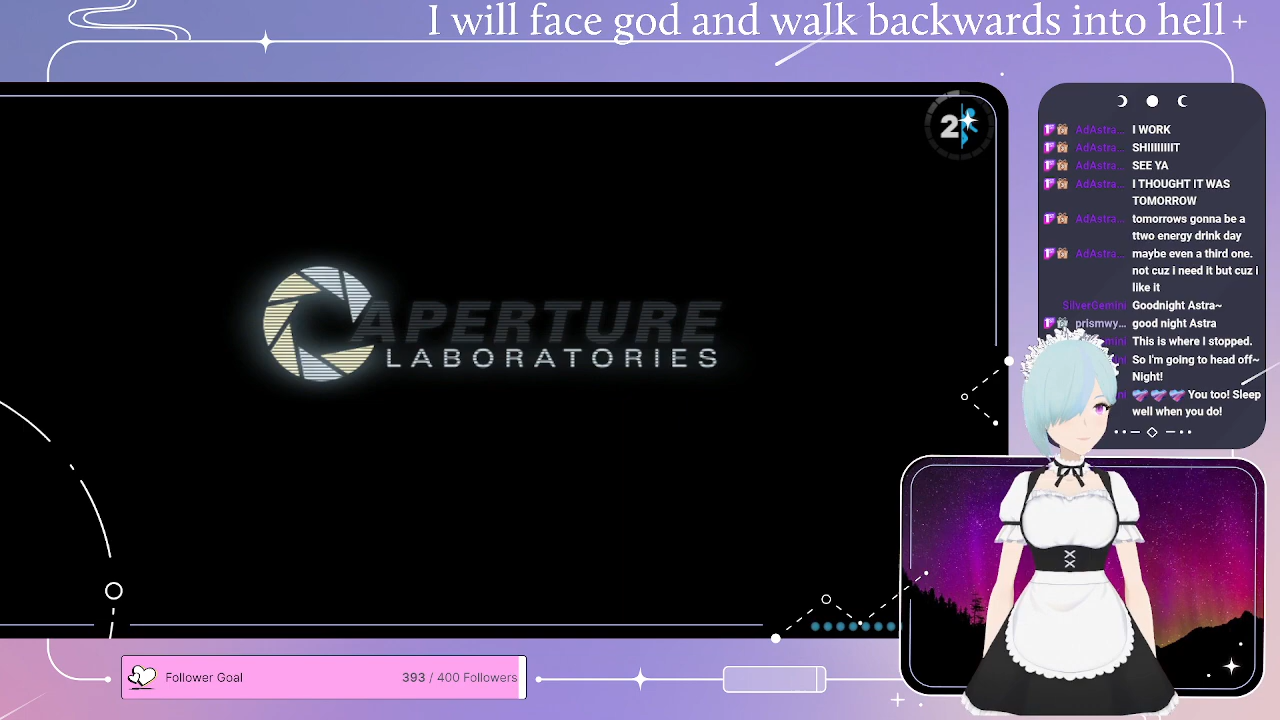 I will face god and walk backwards into hell
2
APERTURE
LABORATORIES
AdAstra... I WORK
AdAstra... SHIIIIIIIT
AdAstra... SEE YA
AdAstra... I THOUGHT IT WAS
TOMORROW
AdAstra... tomorrows gonna be a
ttwo energy drink day
AdAstra... maybe even a third one.
not cuz i need it but cuz i
like it
SilverGemini Goodnight Astra~
prismwy... good night Astra
This is where I stopped.
So I'm going to head off~
Night!
You too! Sleep
well when you do!
Follower Goal 393 / 400 Followers